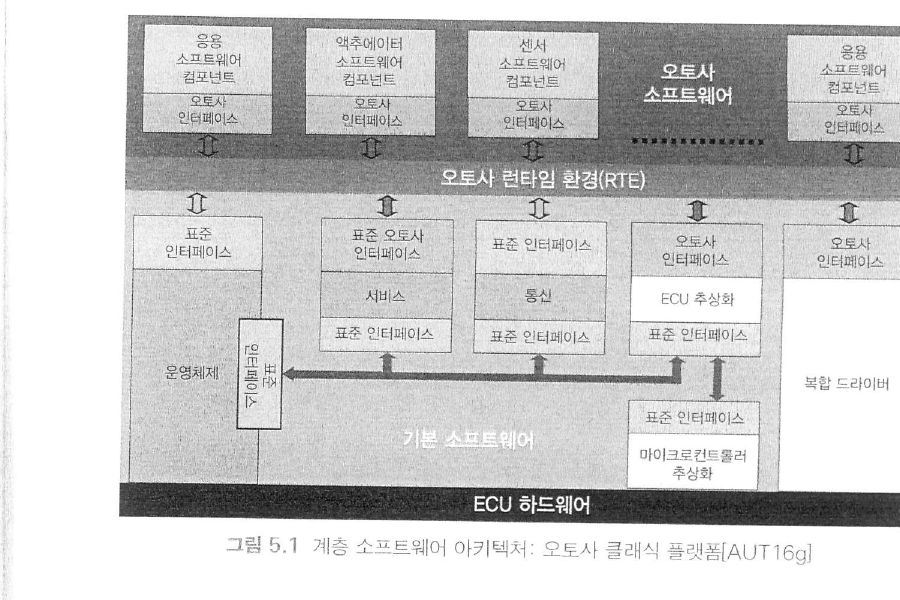 응용
소프트웨어
컴포넌트
오토사
인터페이스
액추에이터
소프트웨어
컴포넌트
오토사
인터페이스
센서
소프트웨어
컴포넌트
오토사
인터페이스
오토사
소프트웨어
응용
소프트웨어
컴포넌트
오토사
인터페이스
오토사 런타임 환경(RTE)
표준
인터페이스
운영체제
표준
인터페이스
표준 오토사
인터페이스
서비스
표준 인터페이스
표준 인터페이스
통신
표준 인터페이스
오토사
인터페이스
ECU 추상화
표준 인터페이스
표준 인터페이스
마이크로컨트롤러
추상화
오토사
인터페이스
복합 드라이버
기본 소프트웨어
ECU 하드웨어
그림 5.1 계층 소프트웨어 아키텍처: 오토사 클래식 플랫폼[AUT16g]